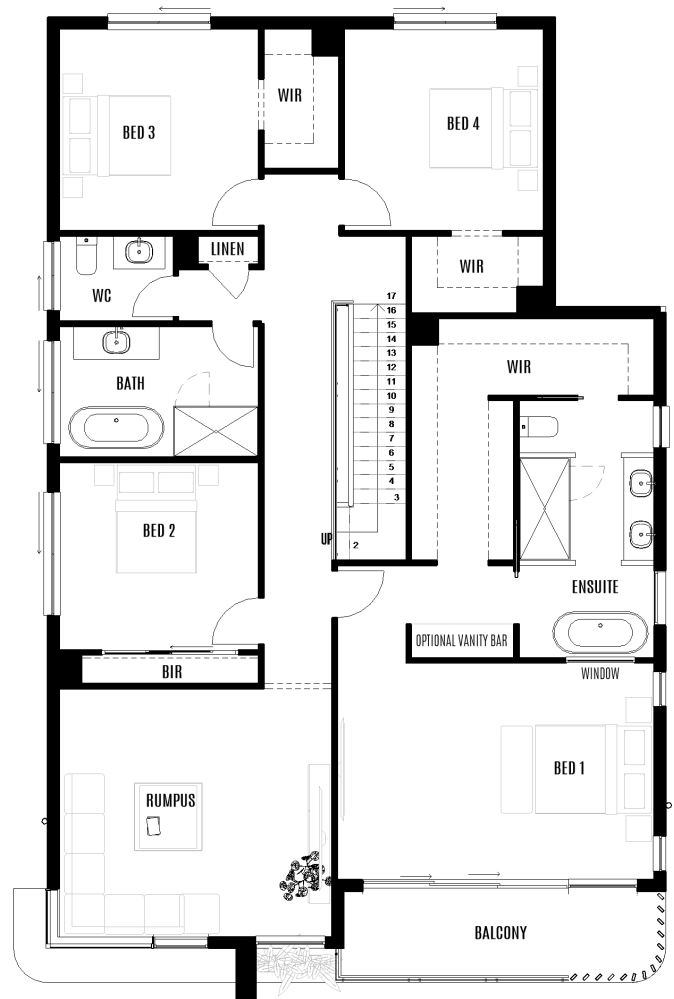 WIR
BED 3
BED 4
LINEN
WIR
WC
17
16
15
14
13
12
11
10
9
8
7
6
5
4
3
2
UP
WIR
BATH
BED 2
ENSUITE
OPTIONAL VANITY BAR
BIR
WINDOW
BED 1
RUMPUS
BALCONY